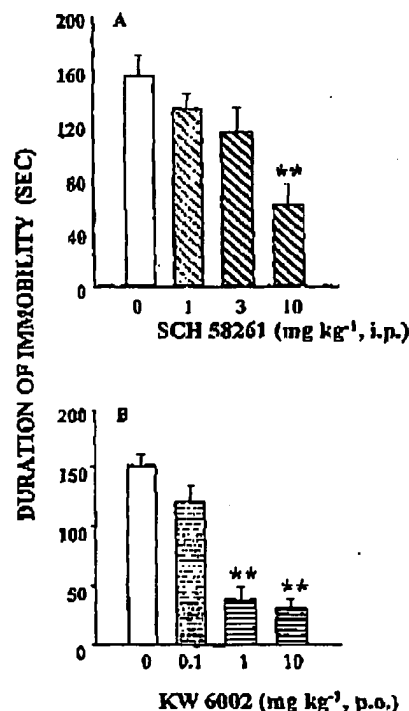 DURATION OF IMMOBILITY (SEC)
A
200
160
120
80
40
0
**
0 1 3 10
SCH 58261 (mg kg⁻¹, i.p.)
B
200
150
100
50
0
** **
0 0.1 1 10
KW 6002 (mg kg⁻¹, p.o.)